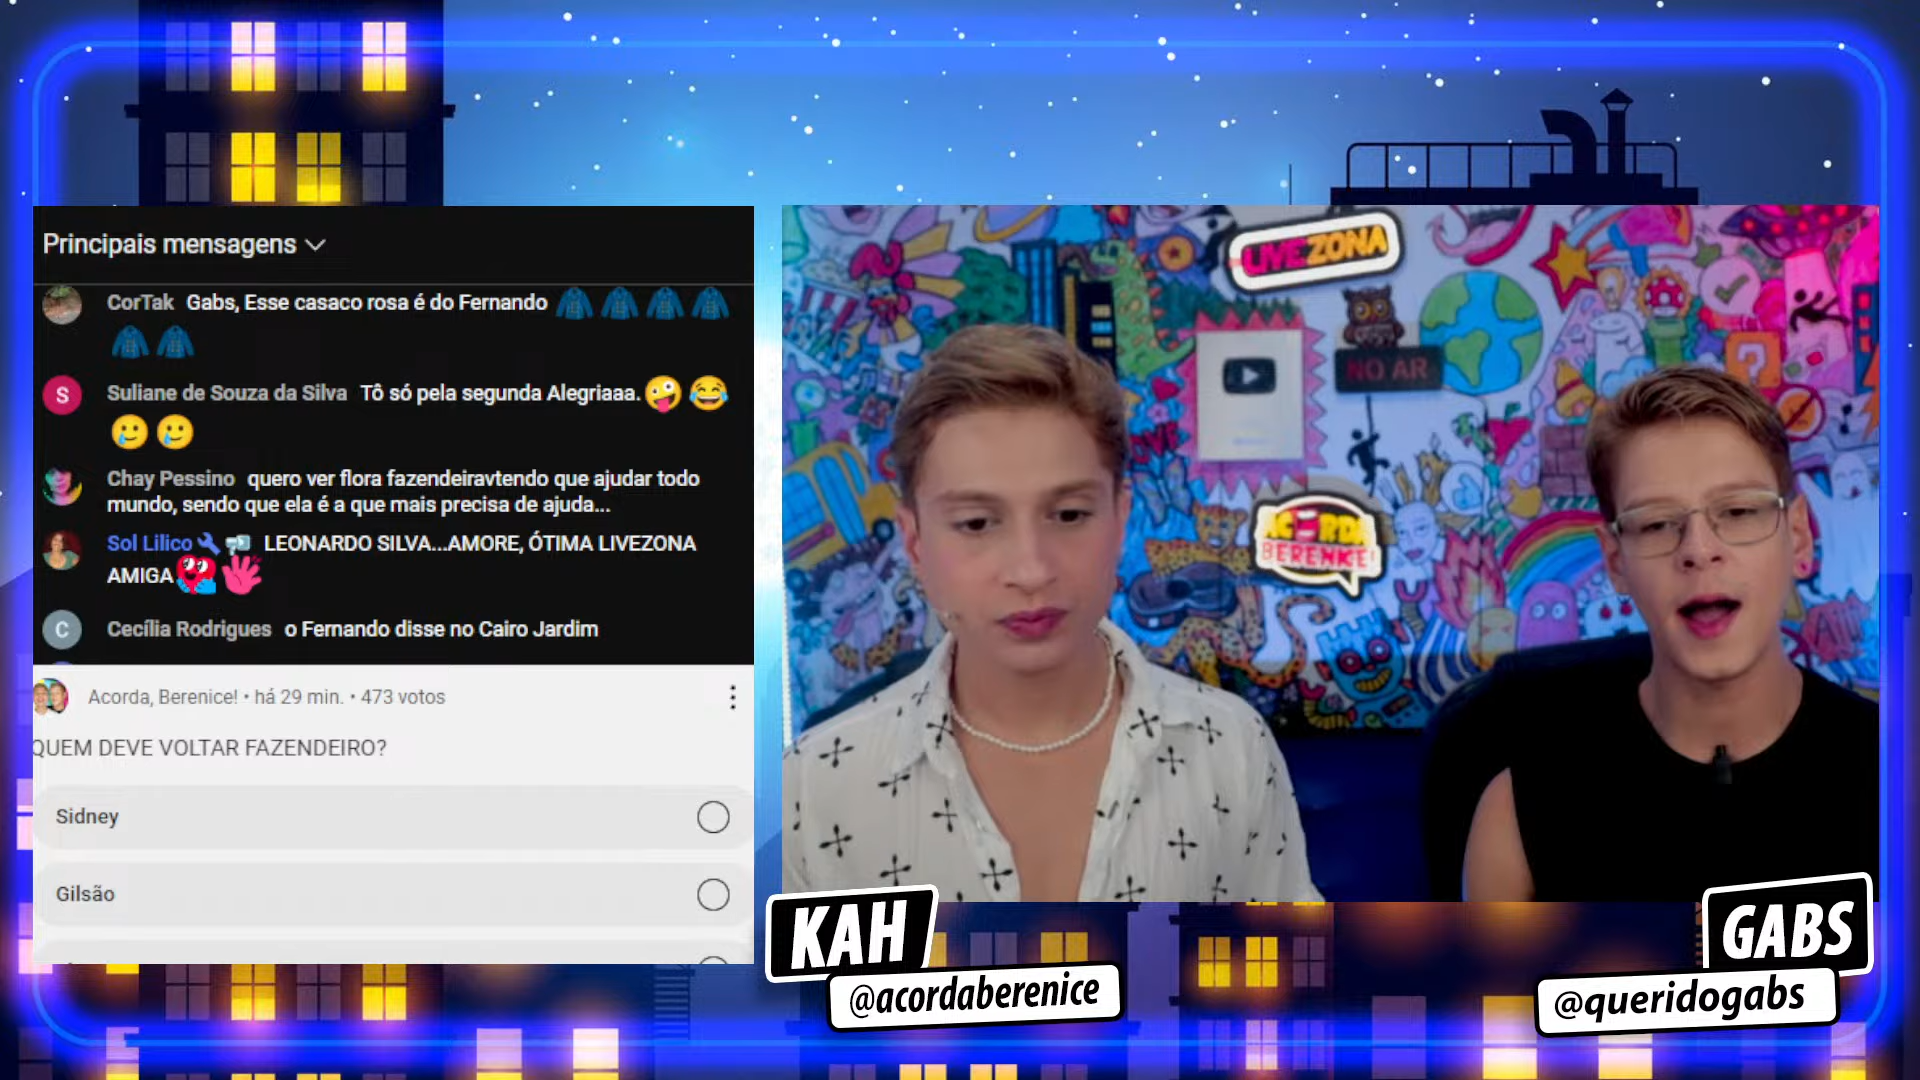 Principais mensagens
CorTak Gabs, Esse casaco rosa é do Fernando
Suliane de Souza da Silva Tô só pela segunda Alegriaaa.
S
Chay Pessino quero ver flora fazendeiravtendo que ajudar todo
mundo, sendo que ela é a que mais precisa de ajuda...
Sol Lilico LEONARDO SILVA...AMORE, ÓTIMA LIVEZONA
AMIGA
C
Cecília Rodrigues o Fernando disse no Cairo Jardim
Acorda, Berenice! • há 29 min. • 473 votos
QUEM DEVE VOLTAR FAZENDEIRO?
Sidney
Gilsão
LIVEZONA
NO AR
ACORDA
BERENICE!
KAH
@acordaberenice
GABS
@queridogabs